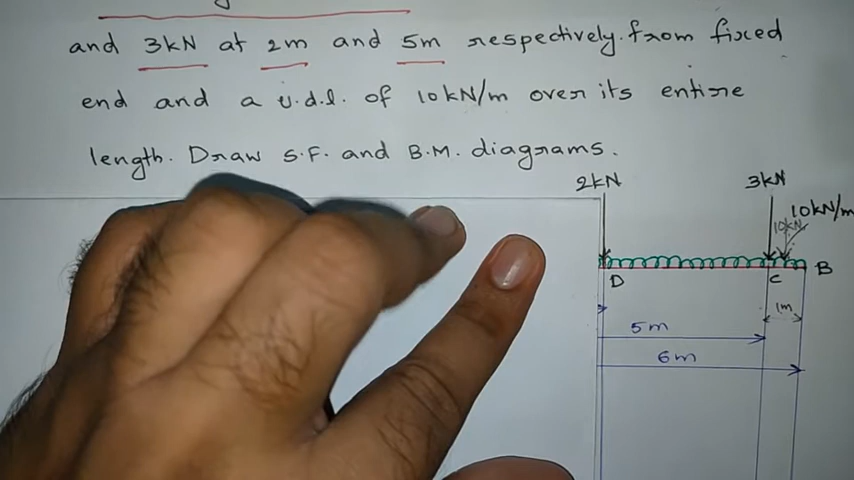 and 3kN at 2m and 5m respectively. from fixed
end and a u.d.l. of 10kN/m over its entire
length. Draw S.F. and B.M. diagrams.
2kN
3kN
10kN/m
10kN
D
C
B
1m
5m
6m